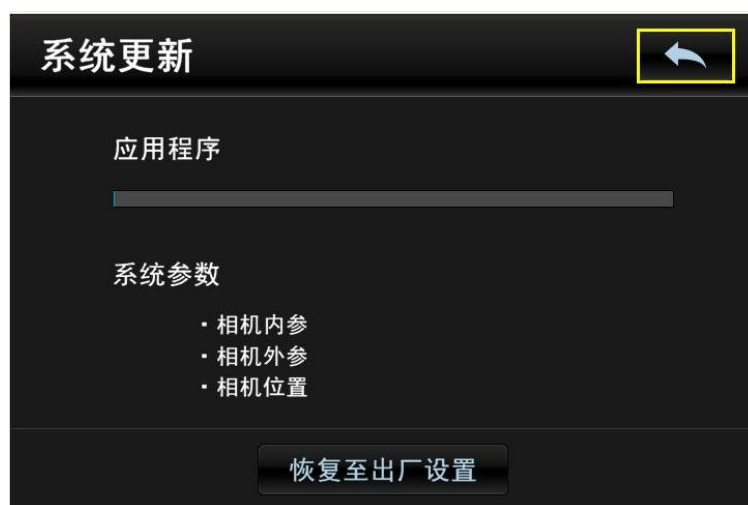 系统更新
应用程序
系统参数
·相机内参
·相机外参
·相机位置
恢复至出厂设置